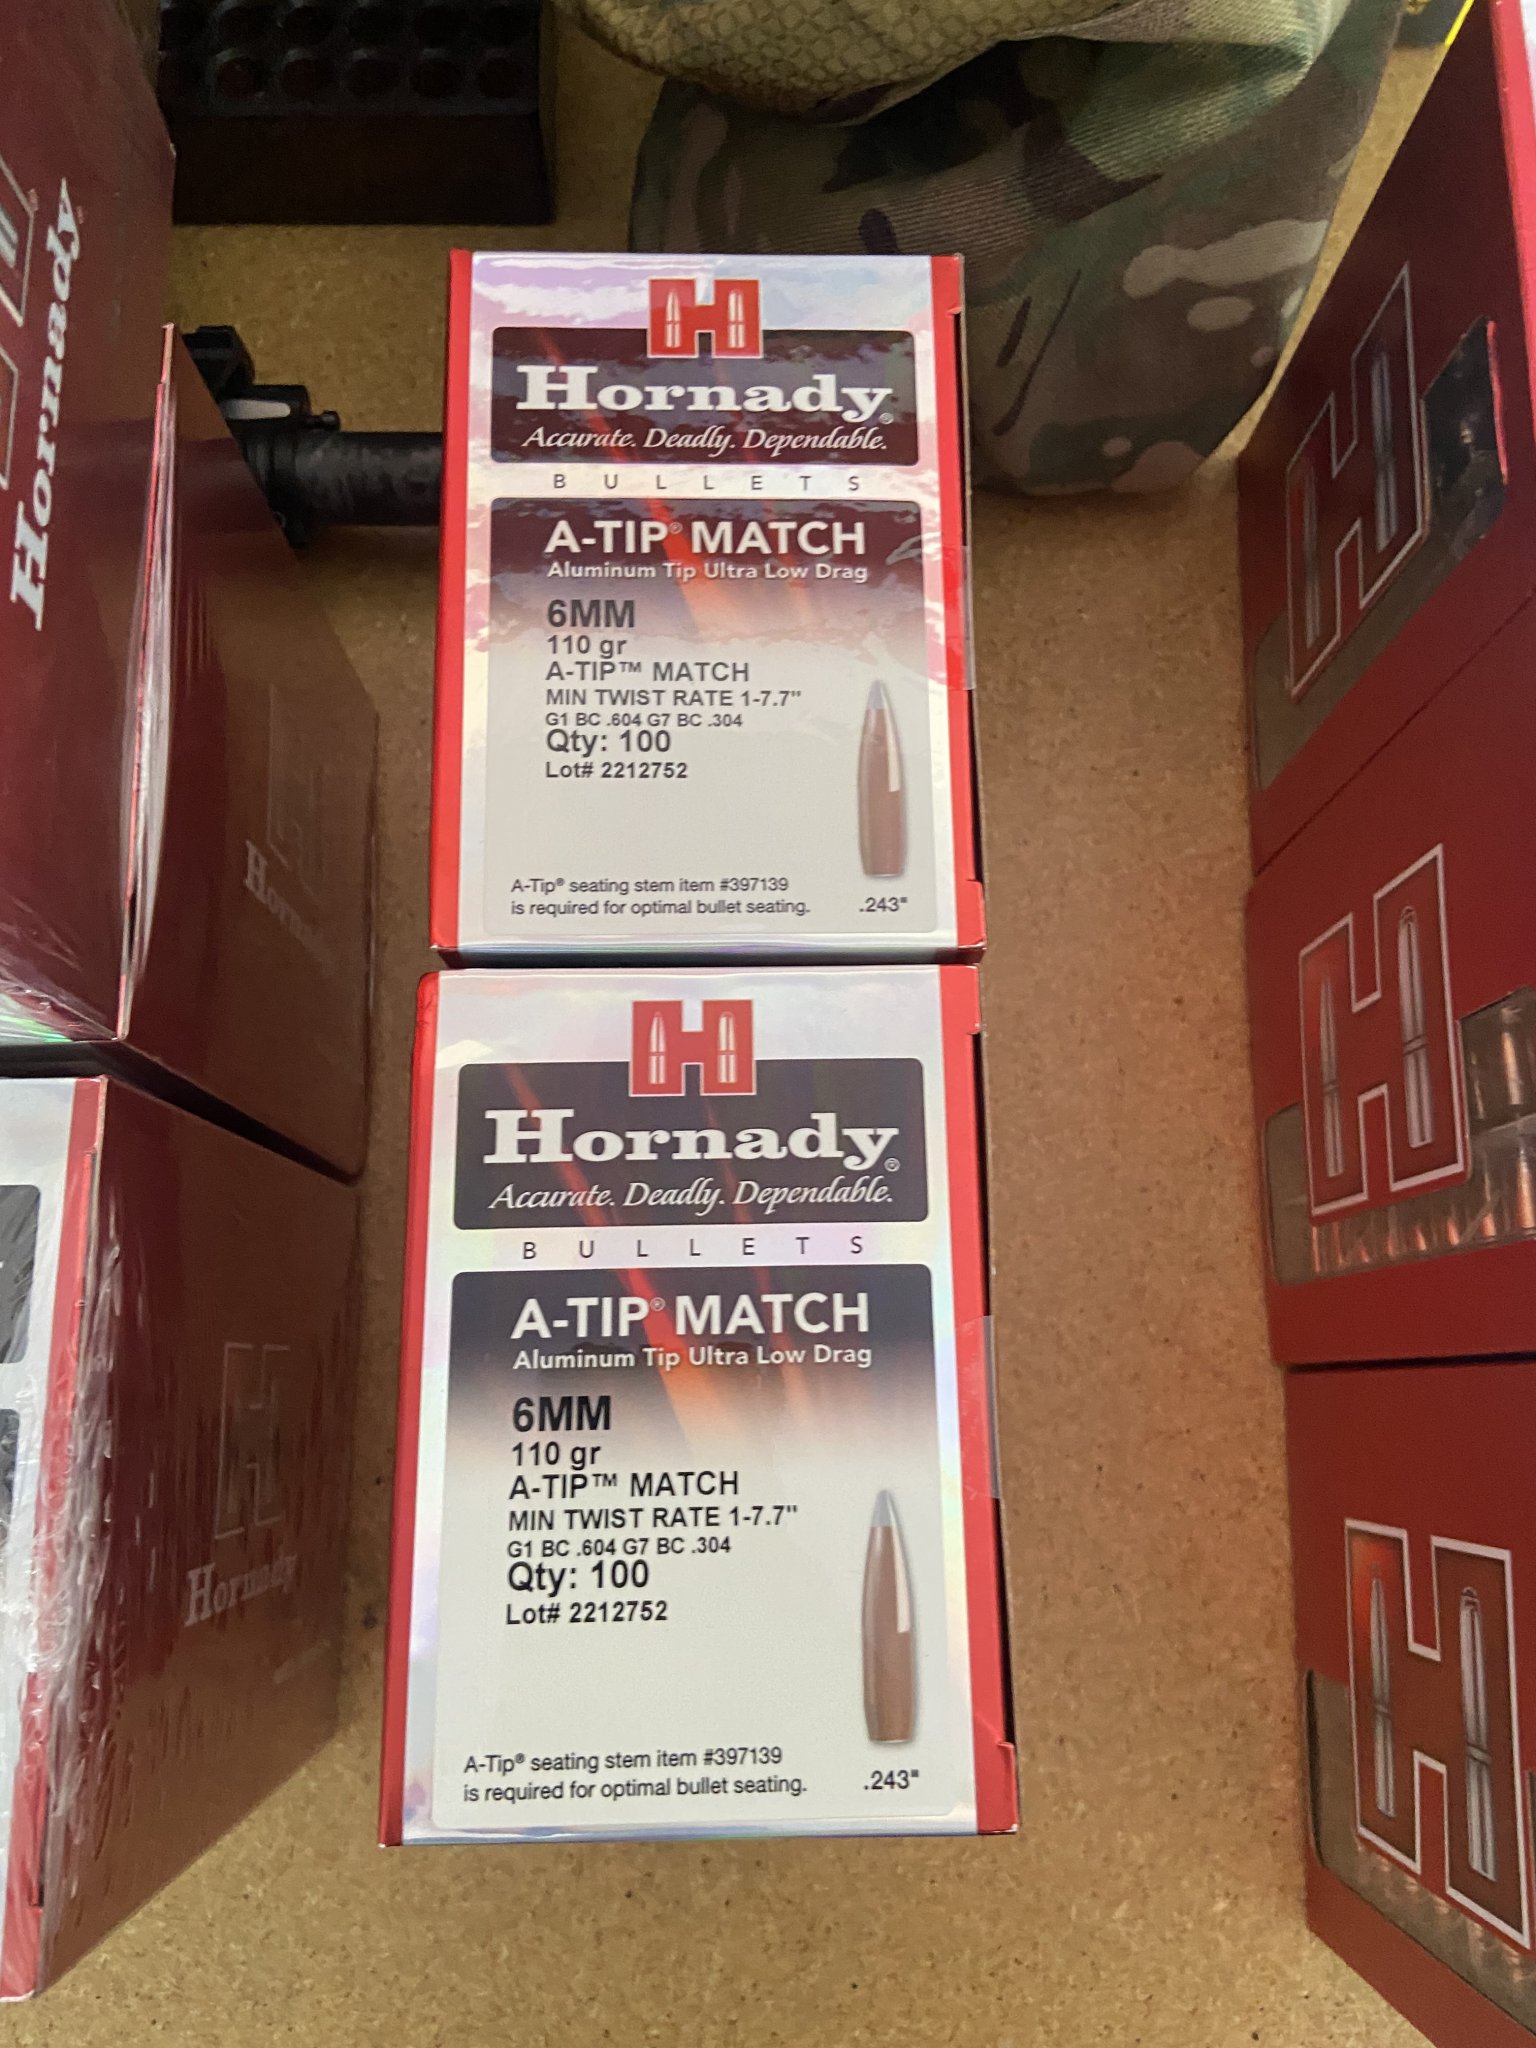 Hornady
Hornady
Hornady
Hornady®
Accurate. Deadly. Dependable.
BULLETS
A-TIP® MATCH
Aluminum Tip Ultra Low Drag
6MM
110 gr
A-TIP™ MATCH
MIN TWIST RATE 1-7.7"
G1 BC .604 G7 BC .304
Qty: 100
Lot# 2212752
A-Tip® seating stem item #397139
is required for optimal bullet seating.
.243"
Hornady®
Accurate. Deadly. Dependable.
BULLETS
A-TIP® MATCH
Aluminum Tip Ultra Low Drag
6MM
110 gr
A-TIP™ MATCH
MIN TWIST RATE 1-7.7"
G1 BC .604 G7 BC .304
Qty: 100
Lot# 2212752
A-Tip® seating stem item #397139
is required for optimal bullet seating.
.243"